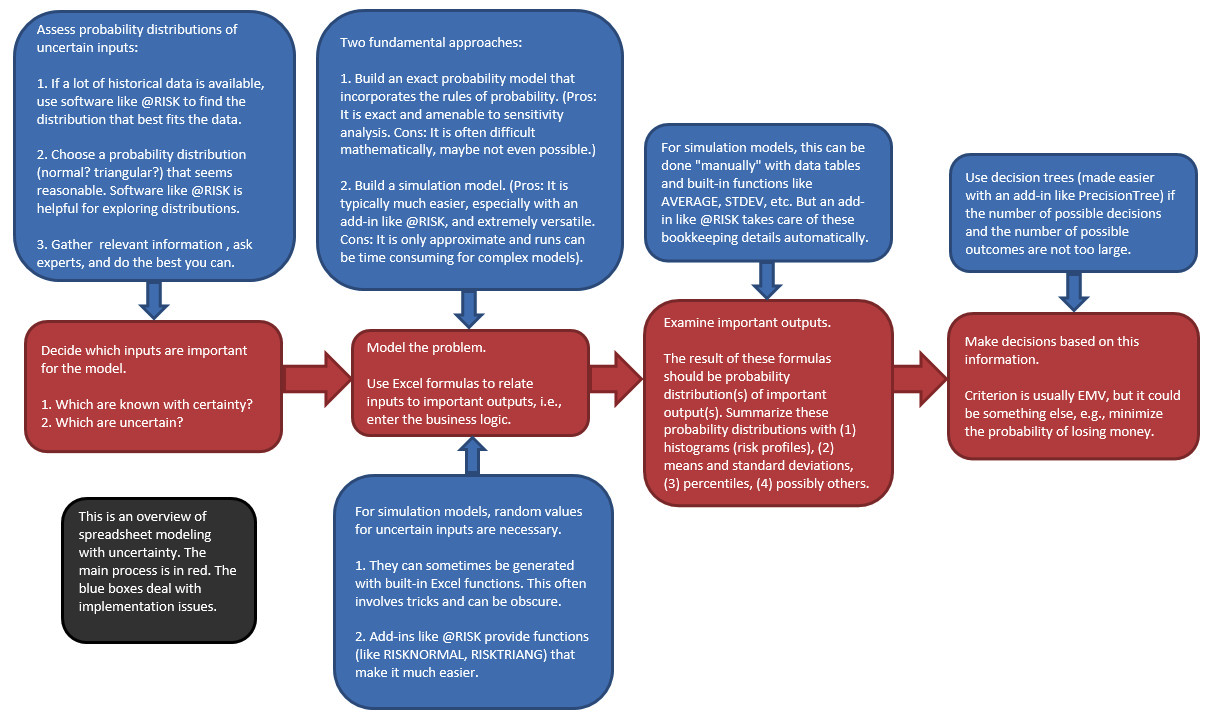 Assess probability distributions of
uncertain inputs:
1. If a lot of historical data is available,
use software like @RISK to find the
distribution that best fits the data.
2. Choose a probability distribution
(normal? triangular?) that seems
reasonable. Software like @RISK is
helpful for exploring distributions.
3. Gather  relevant information , ask
experts, and do the best you can.
Two fundamental approaches:
1. Build an exact probability model that
incorporates the rules of probability. (Pros:
It is exact and amenable to sensitivity
analysis. Cons: It is often difficult
mathematically, maybe not even possible.)
2. Build a simulation model. (Pros: It is
typically much easier, especially with an
add-in like @RISK, and extremely versatile.
Cons: It is only approximate and runs can
be time consuming for complex models).
For simulation models, this can be
done "manually" with data tables
and built-in functions like
AVERAGE, STDEV, etc. But an add-
in like @RISK takes care of these
bookkeeping details automatically.
Use decision trees (made easier
with an add-in like PrecisionTree) if
the number of possible decisions
and the number of possible
outcomes are not too large.
Decide which inputs are important
for the model.
1. Which are known with certainty?
2. Which are uncertain?
Model the problem.
Use Excel formulas to relate
inputs to important outputs, i.e.,
enter the business logic.
Examine important outputs.
The result of these formulas
should be probability
distribution(s) of important
output(s). Summarize these
probability distributions with (1)
histograms (risk profiles), (2)
means and standard deviations,
(3) percentiles, (4) possibly others.
Make decisions based on this
information.
Criterion is usually EMV, but it could
be something else, e.g., minimize
the probability of losing money.
This is an overview of
spreadsheet modeling
with uncertainty. The
main process is in red. The
blue boxes deal with
implementation issues.
For simulation models, random values
for uncertain inputs are necessary.
1. They can sometimes be generated
with built-in Excel functions. This often
involves tricks and can be obscure.
2. Add-ins like @RISK provide functions
(like RISKNORMAL, RISKTRIANG) that
make it much easier.